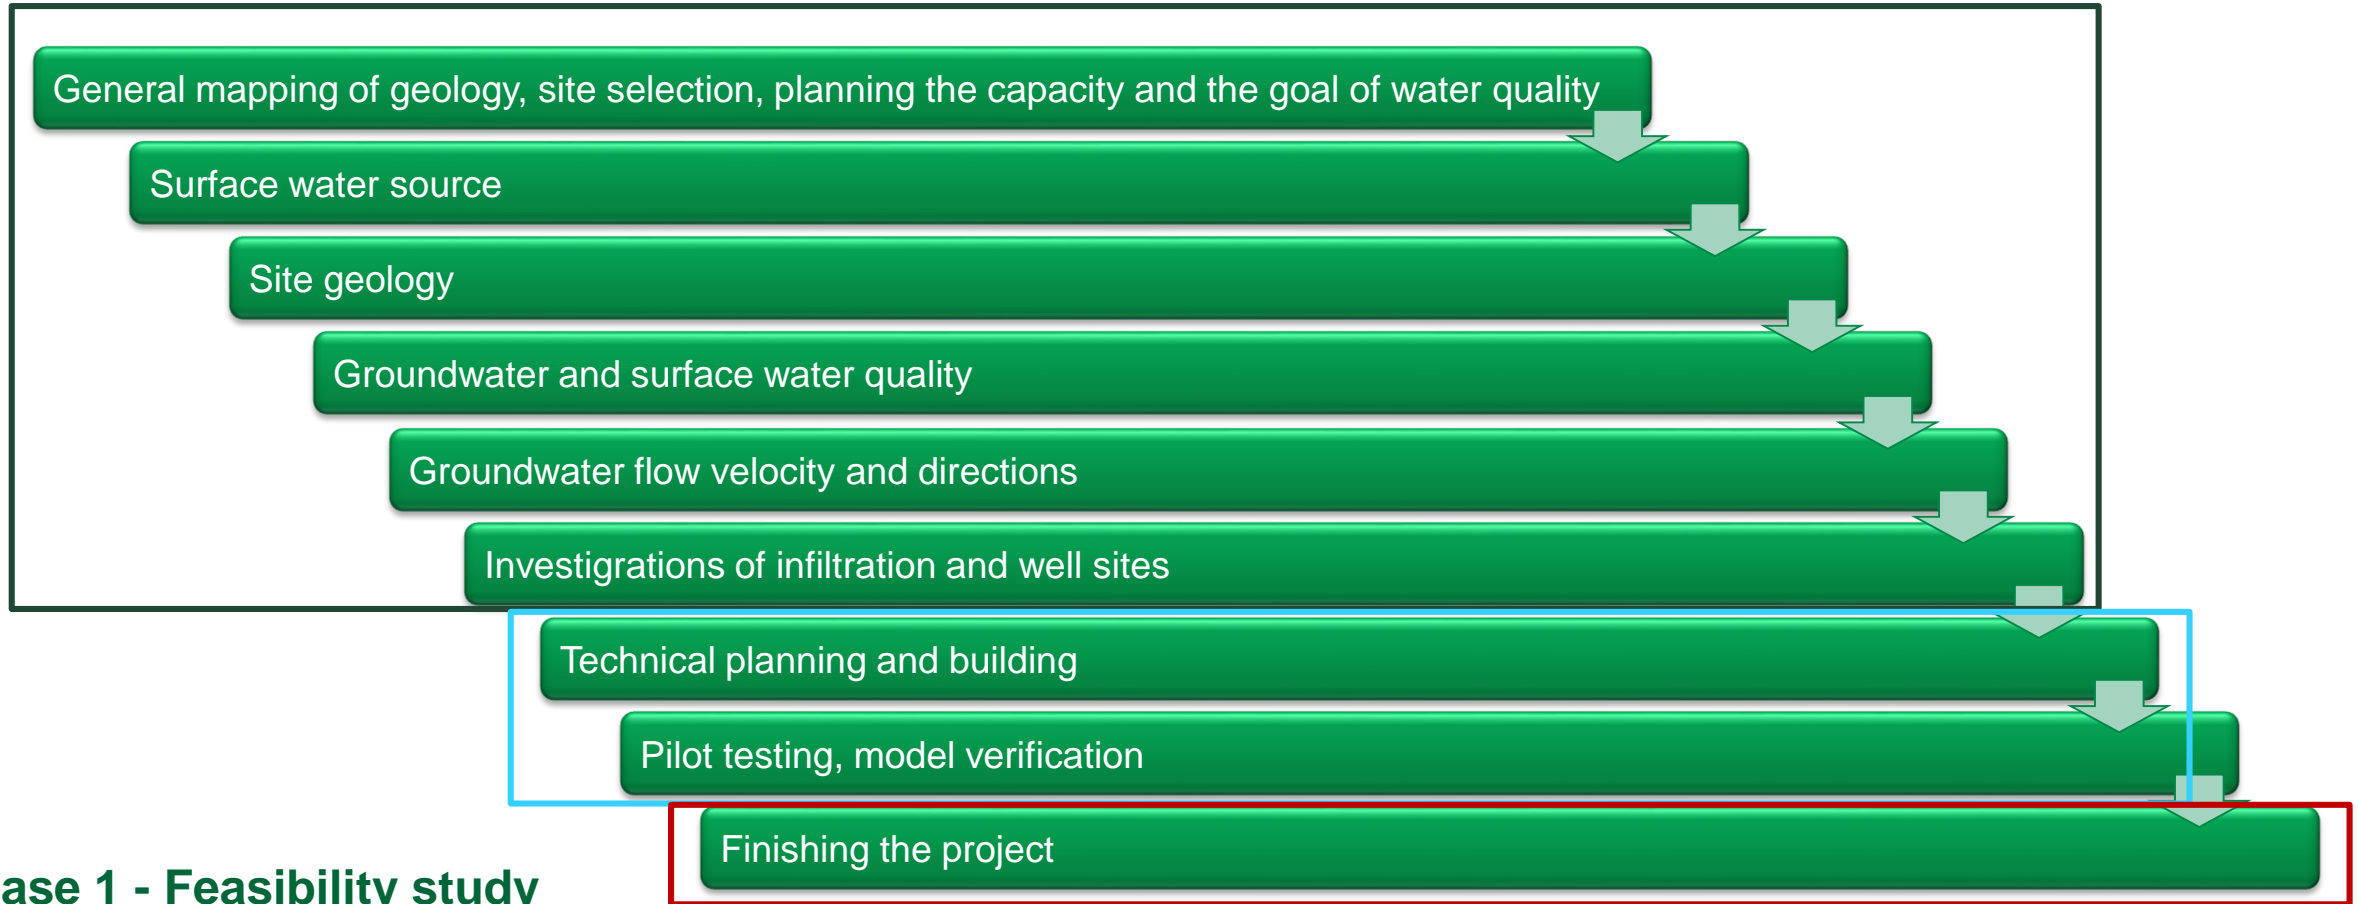 General mapping of geology, site selection, planning the capacity and the goal of water quality
Surface water source
Site geology
Groundwater and surface water quality
Groundwater flow velocity and directions
Investigrations of infiltration and well sites
Technical planning and building
Pilot testing, model verification
Finishing the project
ase 1 - Feasibility study